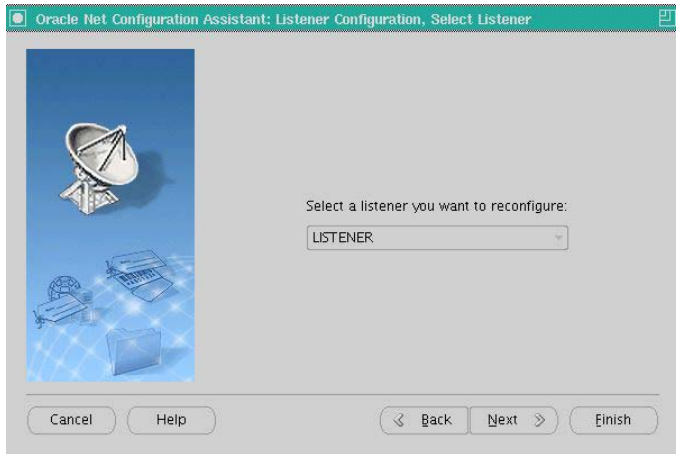 Oracle Net Configuration Assistant: Listener Configuration, Select Listener
Select a listener you want to reconfigure:
LISTENER
Cancel Help Back Next Finish